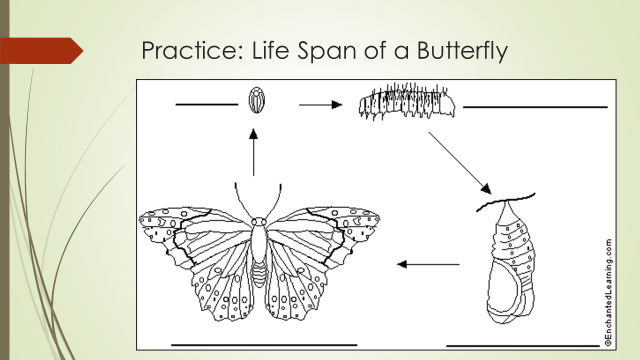 Practice: Life Span of a Butterfly
©EnchantedLearning.com